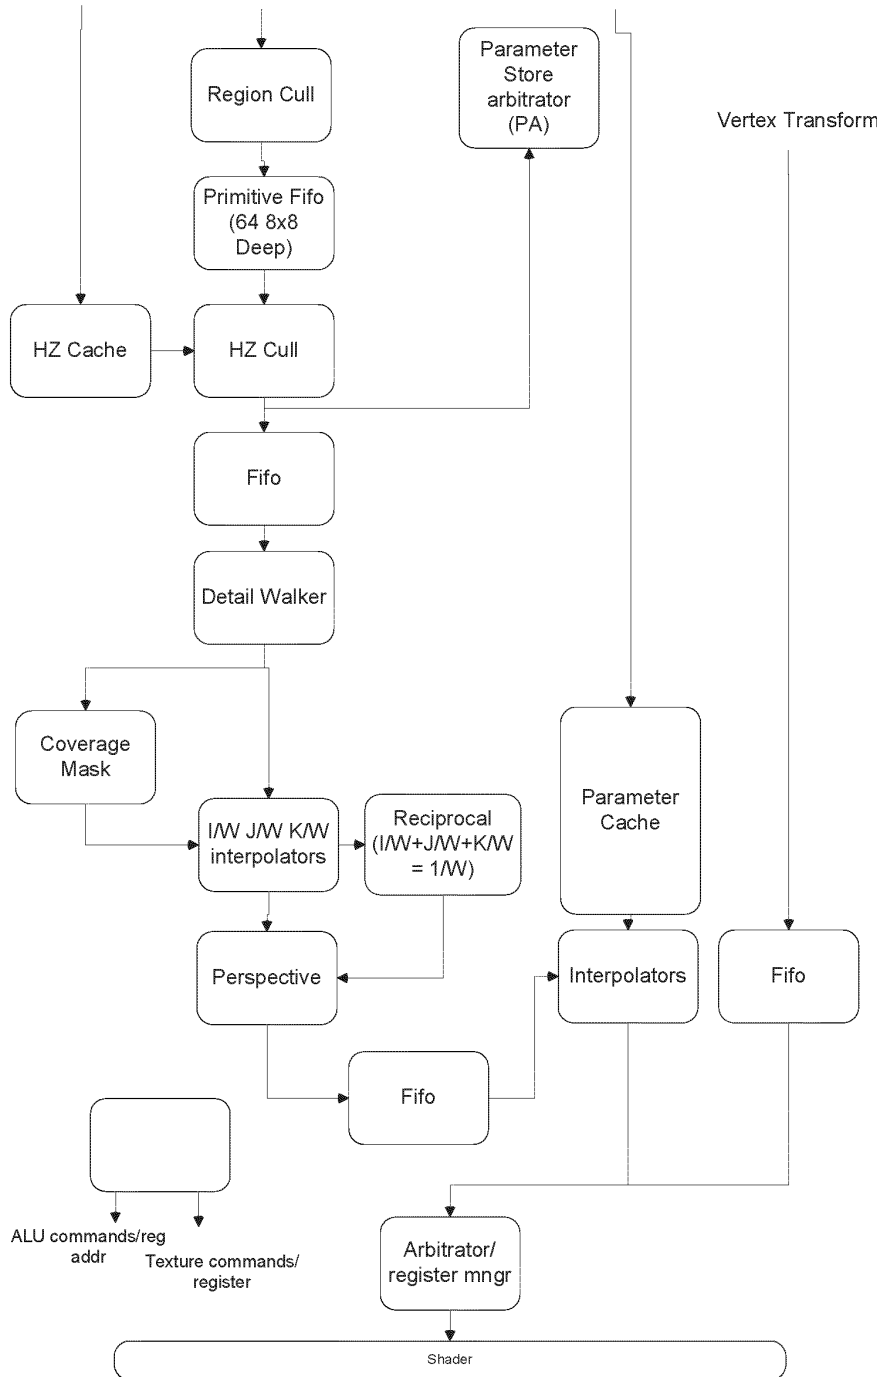 Region Cull
Parameter
Store
arbitrator
(PA)
Vertex Transform
Primitive Fifo
(64 8x8
Deep)
HZ Cache
HZ Cull
Fifo
Detail Walker
Coverage
Mask
I/W J/W K/W
interpolators
Reciprocal
(I/W+J/W+K/W
= 1/W)
Parameter
Cache
Perspective
Interpolators
Fifo
Fifo
ALU commands/reg
addr
Texture commands/
register
Arbitrator/
register mngr
Shader